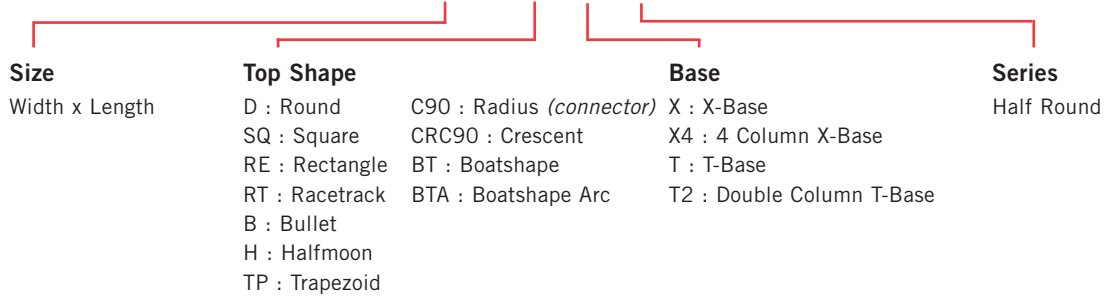 Size
Width x Length
Top Shape
D : Round
SQ : Square
RE : Rectangle
RT : Racetrack
B : Bullet
H : Halfmoon
TP : Trapezoid
C90 : Radius (connector)
CRC90 : Crescent
BT : Boatshape
BTA : Boatshape Arc
Base
X : X-Base
X4 : 4 Column X-Base
T : T-Base
T2 : Double Column T-Base
Series
Half Round